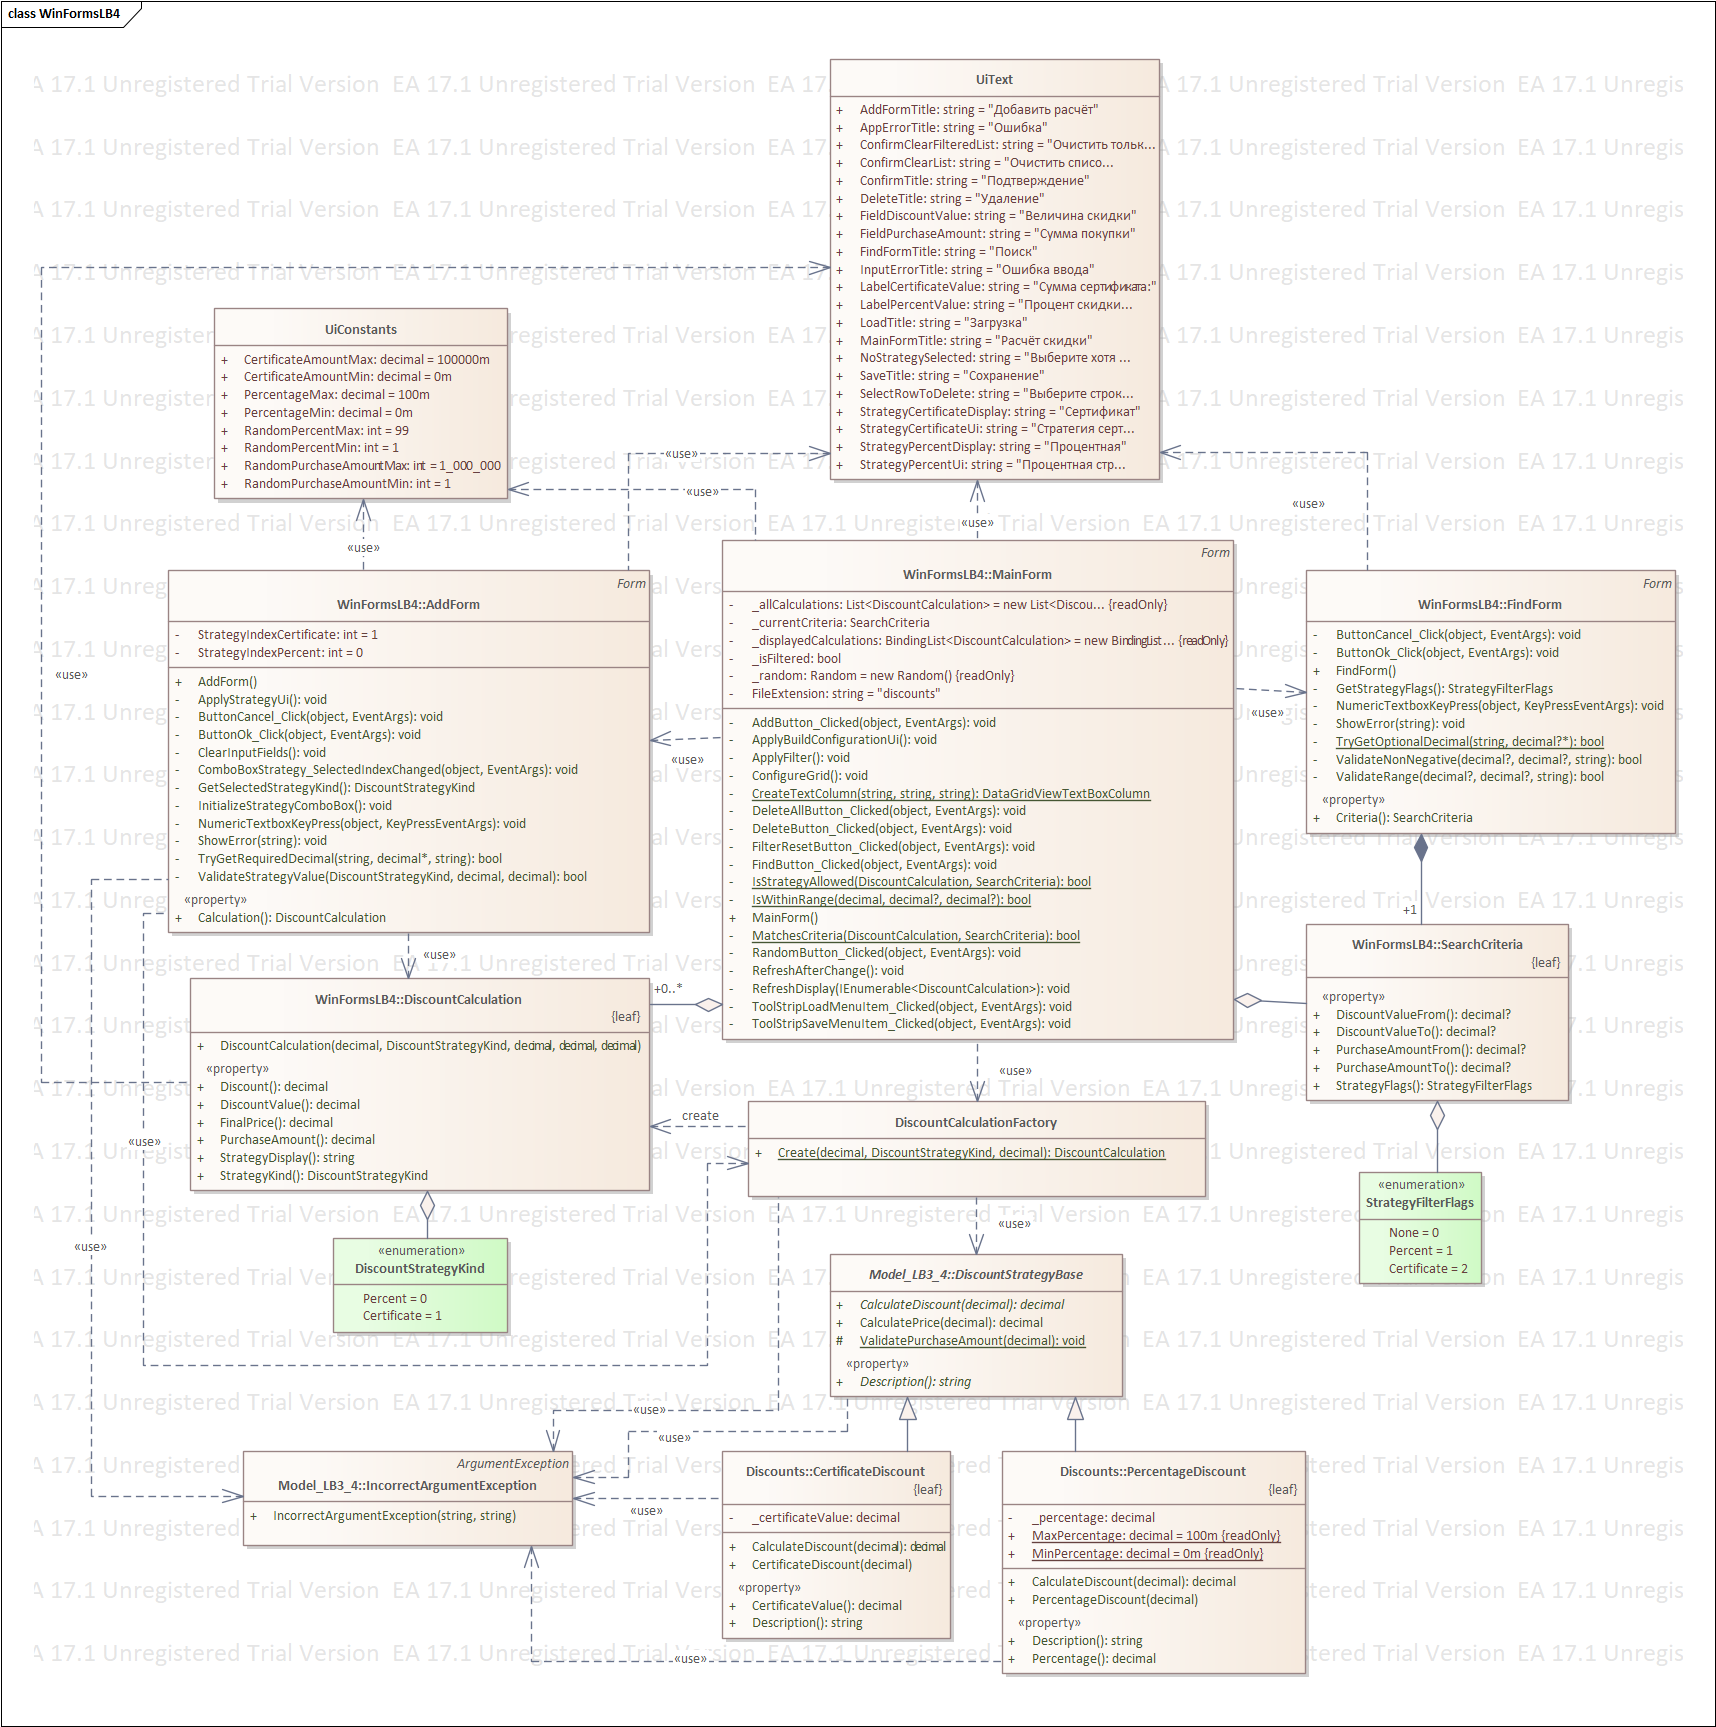 class WinFormsLB4
UiText
+ AddFormTitle: string = "Добавить расчёт"
+ AppErrorTitle: string = "Ошибка"
+ ConfirmClearFilteredList: string = "Очистить тольк...
+ ConfirmClearList: string = "Очистить списо...
+ ConfirmTitle: string = "Подтверждение"
+ DeleteTitle: string = "Удаление"
+ FieldDiscountValue: string = "Величина скидки"
+ FieldPurchaseAmount: string = "Сумма покупки"
+ FindFormTitle: string = "Поиск"
+ InputErrorTitle: string = "Ошибка ввода"
+ LabelCertificateValue: string = "Сумма сертификата:"
+ LabelPercentValue: string = "Процент скидки...
+ LoadTitle: string = "Загрузка"
+ MainFormTitle: string = "Расчёт скидки"
+ NoStrategySelected: string = "Выберите хотя ...
+ SaveTitle: string = "Сохранение"
+ SelectRowToDelete: string = "Выберите строк...
+ StrategyCertificateDisplay: string = "Сертификат"
+ StrategyCertificateUi: string = "Стратегия серт...
+ StrategyPercentDisplay: string = "Процентная"
+ StrategyPercentUi: string = "Процентная стр...
UiConstants
+ CertificateAmountMax: decimal = 100000m
+ CertificateAmountMin: decimal = 0m
+ PercentageMax: decimal = 100m
+ PercentageMin: decimal = 0m
+ RandomPercentMax: int = 99
+ RandomPercentMin: int = 1
+ RandomPurchaseAmountMax: int = 1_000_000
+ RandomPurchaseAmountMin: int = 1
«use»
«use»
«use»
«use»
«use»
«use»
Form
WinFormsLB4::AddForm
- StrategyIndexCertificate: int = 1
- StrategyIndexPercent: int = 0
+ AddForm()
- ApplyStrategyUi(): void
- ButtonCancel_Click(object, EventArgs): void
- ButtonOk_Click(object, EventArgs): void
- ClearInputFields(): void
- ComboBoxStrategy_SelectedIndexChanged(object, EventArgs): void
- GetSelectedStrategyKind(): DiscountStrategyKind
- InitializeStrategyComboBox(): void
- NumericTextboxKeyPress(object, KeyPressEventArgs): void
- ShowError(string): void
- TryGetRequiredDecimal(string, decimal*, string): bool
- ValidateStrategyValue(DiscountStrategyKind, decimal, decimal): bool
«property»
+ Calculation(): DiscountCalculation
Form
WinFormsLB4::MainForm
- _allCalculations: List<DiscountCalculation> = new List<Discou... {readOnly}
- _currentCriteria: SearchCriteria
- _displayedCalculations: BindingList<DiscountCalculation> = new BindingList... {readOnly}
- _isFiltered: bool
- _random: Random = new Random() {readOnly}
- FileExtension: string = "discounts"
- AddButton_Clicked(object, EventArgs): void
- ApplyBuildConfigurationUi(): void
- ApplyFilter(): void
- ConfigureGrid(): void
- CreateTextColumn(string, string, string): DataGridViewTextBoxColumn
- DeleteAllButton_Clicked(object, EventArgs): void
- DeleteButton_Clicked(object, EventArgs): void
- FilterResetButton_Clicked(object, EventArgs): void
- FindButton_Clicked(object, EventArgs): void
- IsStrategyAllowed(DiscountCalculation, SearchCriteria): bool
- IsWithinRange(decimal, decimal?, decimal?): bool
+ MainForm()
- MatchesCriteria(DiscountCalculation, SearchCriteria): bool
- RandomButton_Clicked(object, EventArgs): void
- RefreshAfterChange(): void
- RefreshDisplay(IEnumerable<DiscountCalculation>): void
- ToolStripLoadMenuItem_Clicked(object, EventArgs): void
- ToolStripSaveMenuItem_Clicked(object, EventArgs): void
Form
WinFormsLB4::FindForm
- ButtonCancel_Click(object, EventArgs): void
- ButtonOk_Click(object, EventArgs): void
+ FindForm()
- GetStrategyFlags(): StrategyFilterFlags
- NumericTextboxKeyPress(object, KeyPressEventArgs): void
- ShowError(string): void
- TryGetOptionalDecimal(string, decimal?*): bool
- ValidateNonNegative(decimal?, decimal?, string): bool
- ValidateRange(decimal?, decimal?, string): bool
«property»
+ Criteria(): SearchCriteria
«use»
«use»
«use»
+0..*
+1
WinFormsLB4::DiscountCalculation
{leaf}
+ DiscountCalculation(decimal, DiscountStrategyKind, decimal, decimal, decimal)
«property»
+ Discount(): decimal
+ DiscountValue(): decimal
+ FinalPrice(): decimal
+ PurchaseAmount(): decimal
+ StrategyDisplay(): string
+ StrategyKind(): DiscountStrategyKind
WinFormsLB4::SearchCriteria
{leaf}
«property»
+ DiscountValueFrom(): decimal?
+ DiscountValueTo(): decimal?
+ PurchaseAmountFrom(): decimal?
+ PurchaseAmountTo(): decimal?
+ StrategyFlags(): StrategyFilterFlags
«use»
create
DiscountCalculationFactory
+ Create(decimal, DiscountStrategyKind, decimal): DiscountCalculation
«use»
«use»
«use»
«enumeration»
StrategyFilterFlags
None = 0
Percent = 1
Certificate = 2
«enumeration»
DiscountStrategyKind
Percent = 0
Certificate = 1
Model_LB3_4::DiscountStrategyBase
+ CalculateDiscount(decimal): decimal
+ CalculatePrice(decimal): decimal
# ValidatePurchaseAmount(decimal): void
«property»
+ Description(): string
«use»
«use»
ArgumentException
Model_LB3_4::IncorrectArgumentException
+ IncorrectArgumentException(string, string)
«use»
Discounts::CertificateDiscount
{leaf}
- _certificateValue: decimal
+ CalculateDiscount(decimal): decimal
+ CertificateDiscount(decimal)
«property»
+ CertificateValue(): decimal
+ Description(): string
Discounts::PercentageDiscount
{leaf}
- _percentage: decimal
+ MaxPercentage: decimal = 100m {readOnly}
+ MinPercentage: decimal = 0m {readOnly}
+ CalculateDiscount(decimal): decimal
+ PercentageDiscount(decimal)
«property»
+ Description(): string
+ Percentage(): decimal
«use»
EA 17.1 Unregistered Trial Version